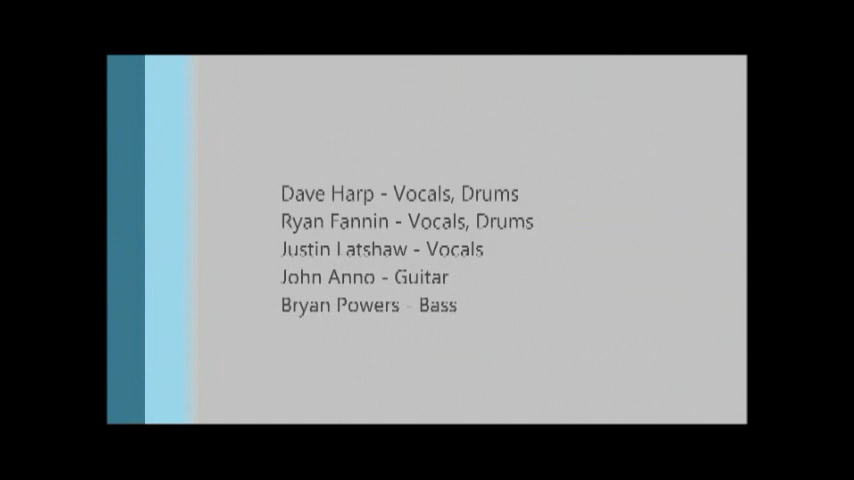 Dave Harp - Vocals, Drums
Ryan Fannin - Vocals, Drums
Justin Latshaw - Vocals
John Anno - Guitar
Bryan Powers - Bass